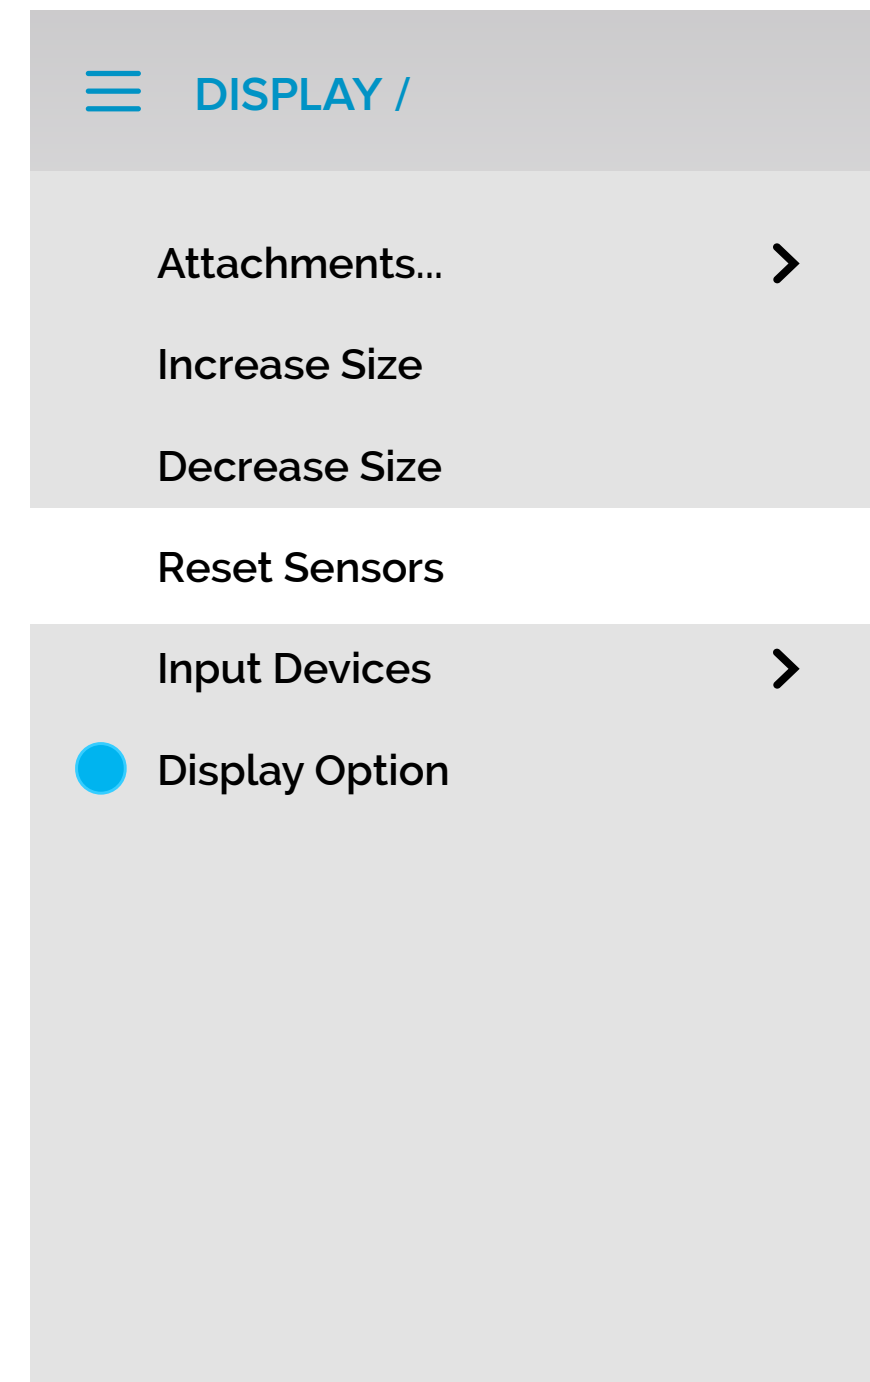 DISPLAY /
Attachments...
Increase Size
Decrease Size
Reset Sensors
Input Devices
Display Option